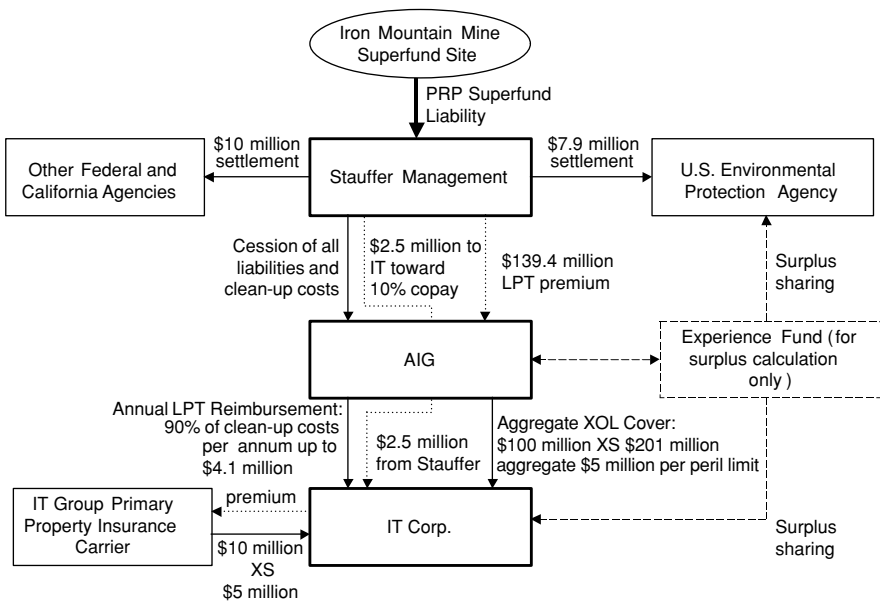 Iron Mountain Mine
Superfund Site
PRP Superfund
Liability
$10 million
settlement
$7.9 million
settlement
Other Federal and
California Agencies
Stauffer Management
U.S. Environmental
Protection Agency
Cession of all
liabilities and
clean-up costs
$2.5 million to
IT toward
10% copay
$139.4 million
LPT premium
Surplus
sharing
AIG
Experience Fund (for
surplus calculation
only)
Annual LPT Reimbursement:
90% of clean-up costs
per annum up to
$4.1 million
$2.5 million
from Stauffer
Aggregate XOL Cover:
$100 million XS $201 million
aggregate $5 million per peril limit
IT Group Primary
Property Insurance
Carrier
premium
$10 million
XS
$5 million
IT Corp.
Surplus
sharing